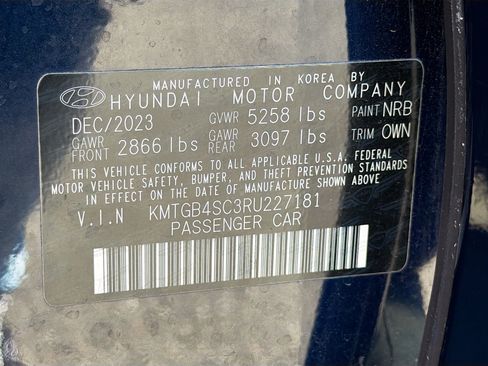 MANUFACTURED IN KOREA BY
HYUNDAI MOTOR COMPANY
DEC/2023 GVWR 5258 lbs PAINT NRB
GAWR FRONT 2866 lbs GAWR REAR 3097 lbs TRIM OWN
THIS VEHICLE CONFORMS TO ALL APPLICABLE U.S.A. FEDERAL
MOTOR VEHICLE SAFETY, BUMPER, AND THEFT PREVENTION STANDARDS
IN EFFECT ON THE DATE OF MANUFACTURE SHOWN ABOVE.
V.I.N KMTGB4SC3RU227181
PASSENGER CAR